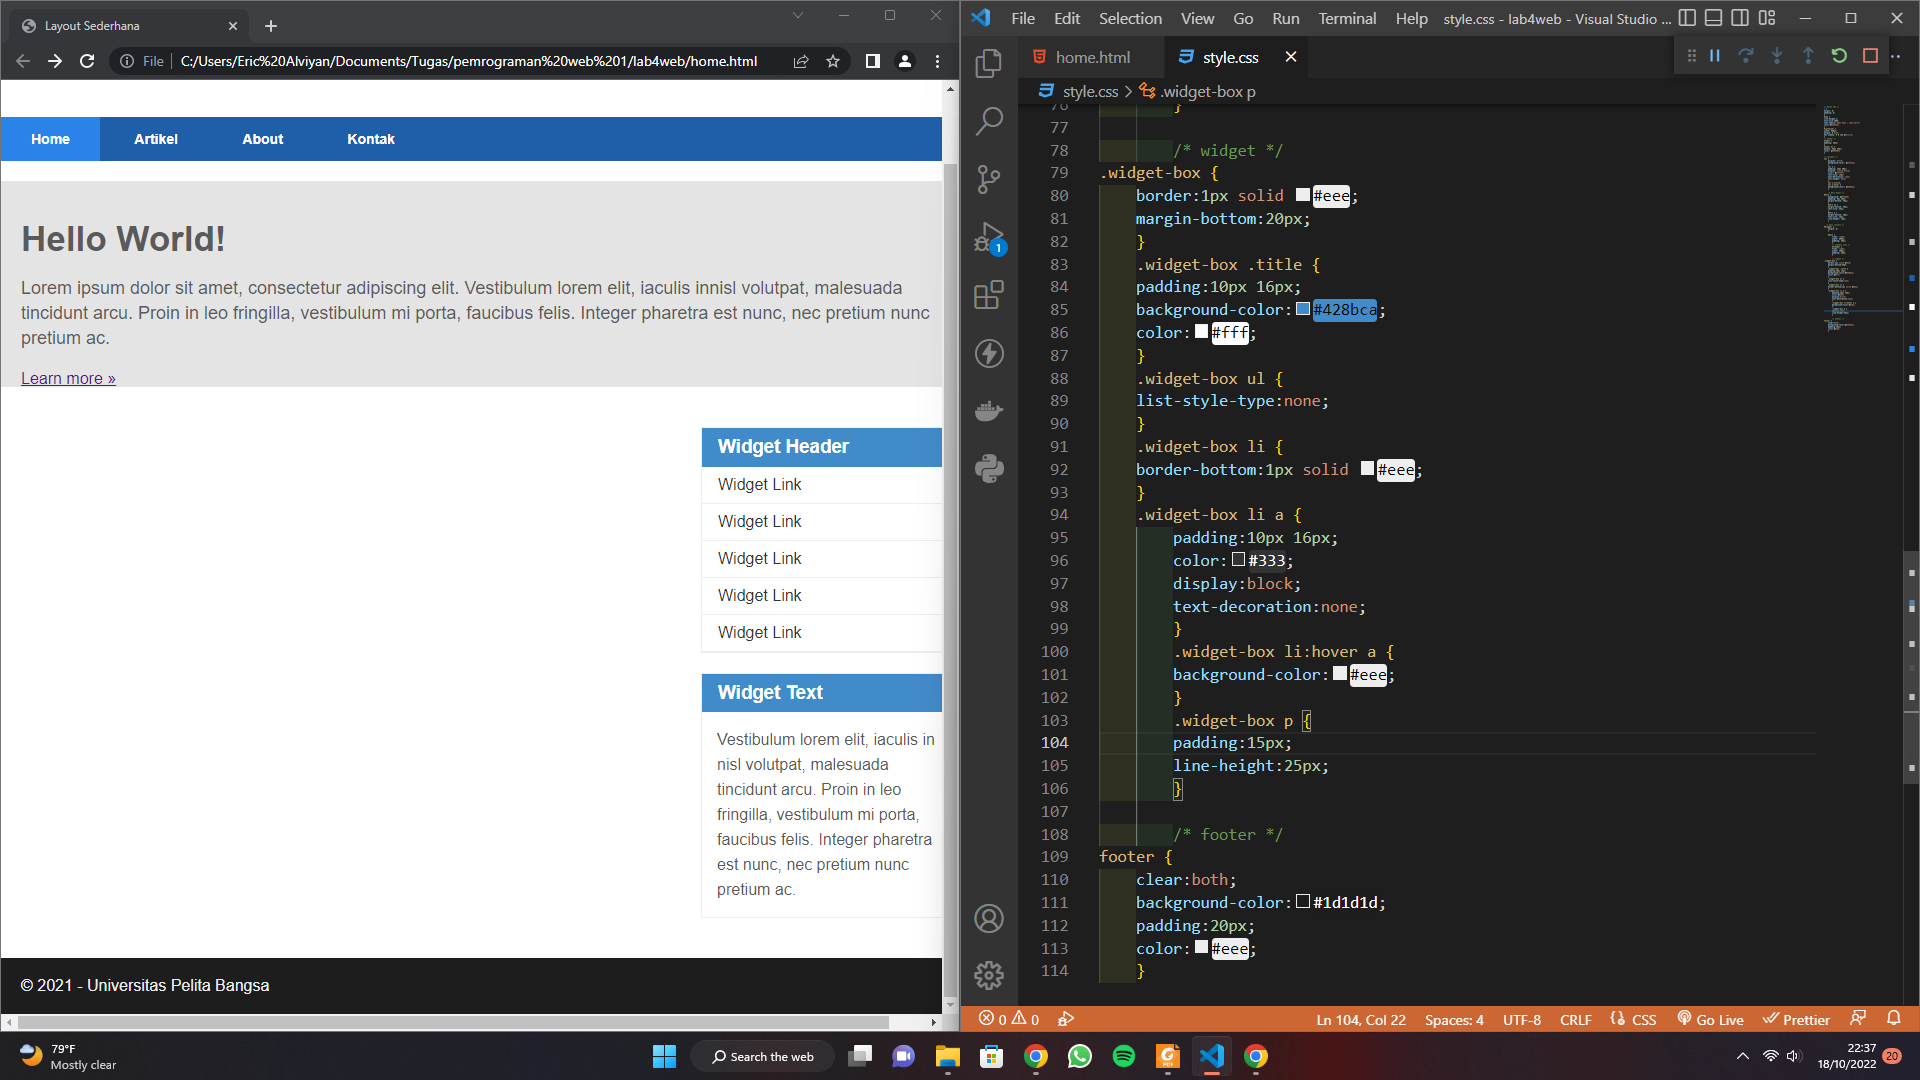 Layout Sederhana
File
C:/Users/Eric%20Alviyan/Documents/Tugas/pemrograman%20web%201/lab4web/home.html
Home Artikel About Kontak
Hello World!
Lorem ipsum dolor sit amet, consectetur adipiscing elit. Vestibulum lorem elit, iaculis innisl volutpat, malesuada
tincidunt arcu. Proin in leo fringilla, vestibulum mi porta, faucibus felis. Integer pharetra est nunc, nec pretium nunc
pretium ac.
Learn more »
Widget Header
Widget Link
Widget Link
Widget Link
Widget Link
Widget Link
Widget Text
Vestibulum lorem elit, iaculis in
nisl volutpat, malesuada
tincidunt arcu. Proin in leo
fringilla, vestibulum mi porta,
faucibus felis. Integer pharetra
est nunc, nec pretium nunc
pretium ac.
© 2021 - Universitas Pelita Bangsa
File Edit Selection View Go Run Terminal Help style.css - lab4web - Visual Studio ...
home.html style.css
style.css > .widget-box p
1
76 }
77
78 /* widget */
79 .widget-box {
80 border:1px solid #eee;
81 margin-bottom:20px;
82 }
83 .widget-box .title {
84 padding:10px 16px;
85 background-color:#428bca;
86 color:#fff;
87 }
88 .widget-box ul {
89 list-style-type:none;
90 }
91 .widget-box li {
92 border-bottom:1px solid #eee;
93 }
94 .widget-box li a {
95 padding:10px 16px;
96 color:#333;
97 display:block;
98 text-decoration:none;
99 }
100 .widget-box li:hover a {
101 background-color:#eee;
102 }
103 .widget-box p {
104 padding:15px;
105 line-height:25px;
106 }
107
108 /* footer */
109 footer {
110 clear:both;
111 background-color:#1d1d1d;
112 padding:20px;
113 color:#eee;
114 }
0 0 Ln 104, Col 22 Spaces: 4 UTF-8 CRLF CSS Go Live Prettier
79°F
Mostly clear
Search the web
22:37
18/10/2022
20